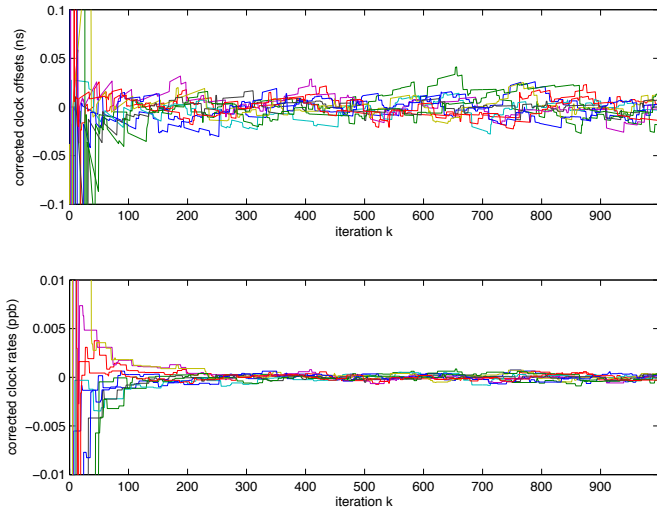 corrected clock offsets (ns)
0.1
0.05
0
−0.05
−0.1
0 100 200 300 400 500 600 700 800 900
iteration k
corrected clock rates (ppb)
0.01
0.005
0
−0.005
−0.01
0 100 200 300 400 500 600 700 800 900
iteration k